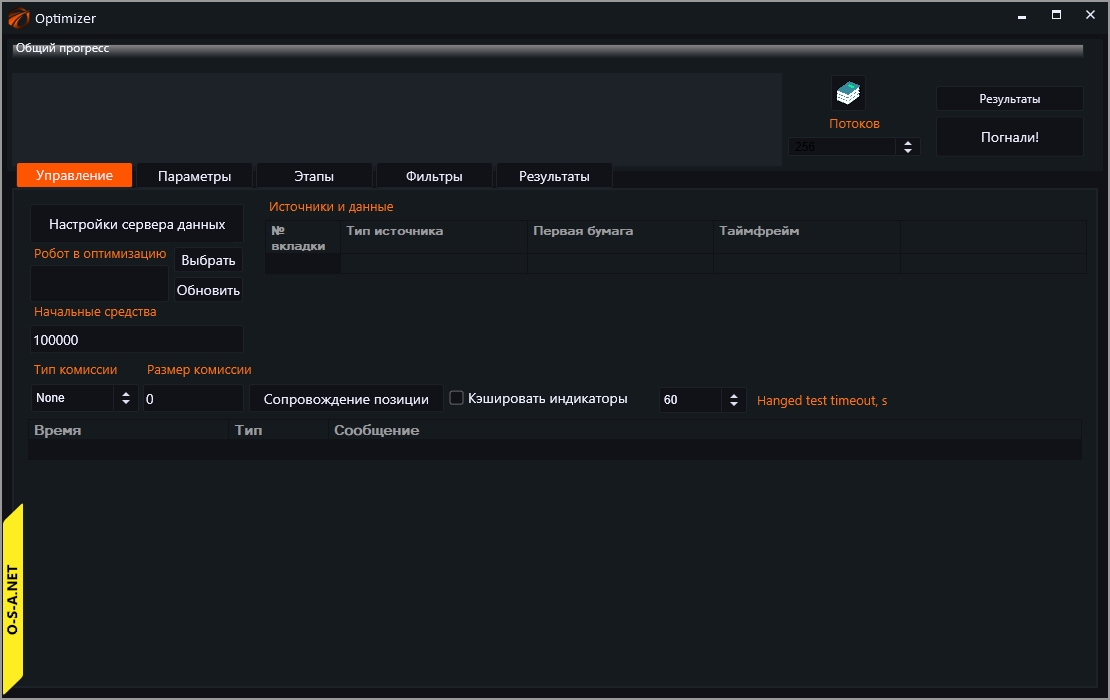 Optimizer
Общий прогресс
Потоков
256
Результаты
Погнали!
Управление
Параметры
Этапы
Фильтры
Результаты
Настройки сервера данных
Робот в оптимизацию
Выбрать
Обновить
Начальные средства
100000
Источники и данные
№ вкладки
Тип источника
Первая бумага
Таймфрейм
Тип комиссии
Размер комиссии
None
0
Сопровождение позиции
Кэшировать индикаторы
60
Hanged test timeout, s
Время
Тип
Сообщение
O-S-A.NET